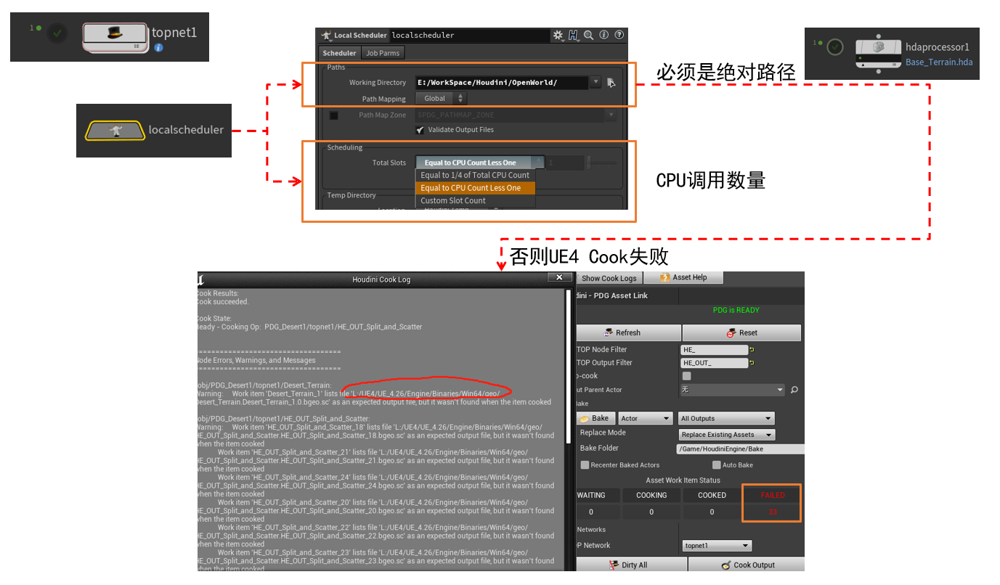 1
topnet1
Local Scheduler localscheduler
Scheduler Job Parms
Paths
Working Directory E:/WorkSpace/Houdini/OpenWorld/
Path Mapping Global
Path Map Zone $PDG_PATHMAP_ZONE
Validate Output Files
Scheduling
Total Slots Equal to CPU Count Less One 1
Equal to 1/4 of Total CPU Count
Equal to CPU Count Less One
Custom Slot Count
Temp Directory
1
hdaprocessor1
Base_Terrain.hda
必须是绝对路径
localscheduler
CPU调用数量
否则UE4 Cook失败
Houdini Cook Log
Cook Results:
Cook succeeded.
Cook State:
Ready - Cooking Op: PDG_Desert1/topnet1/HE_OUT_Split_and_Scatter
=====================================
Node Errors, Warnings, and Messages
=====================================
/obj/PDG_Desert1/topnet1/Desert_Terrain:
Warning: Work item 'Desert_Terrain_1' lists file 'L:/UE4/UE_4.26/Engine/Binaries/Win64/geo/
Desert_Terrain.Desert_Terrain_1.0.bgeo.sc' as an expected output file, but it wasn't found when the item cooked
/obj/PDG_Desert1/topnet1/HE_OUT_Split_and_Scatter:
Warning: Work item 'HE_OUT_Split_and_Scatter_18' lists file 'L:/UE4/UE_4.26/Engine/Binaries/Win64/geo/
HE_OUT_Split_and_Scatter.HE_OUT_Split_and_Scatter_18.bgeo.sc' as an expected output file, but it wasn't found
when the item cooked
Work item 'HE_OUT_Split_and_Scatter_21' lists file 'L:/UE4/UE_4.26/Engine/Binaries/Win64/geo/
HE_OUT_Split_and_Scatter.HE_OUT_Split_and_Scatter_21.bgeo.sc' as an expected output file, but it wasn't found
when the item cooked
Work item 'HE_OUT_Split_and_Scatter_24' lists file 'L:/UE4/UE_4.26/Engine/Binaries/Win64/geo/
HE_OUT_Split_and_Scatter.HE_OUT_Split_and_Scatter_24.bgeo.sc' as an expected output file, but it wasn't found
when the item cooked
Work item 'HE_OUT_Split_and_Scatter_20' lists file 'L:/UE4/UE_4.26/Engine/Binaries/Win64/geo/
HE_OUT_Split_and_Scatter.HE_OUT_Split_and_Scatter_20.bgeo.sc' as an expected output file, but it wasn't found
when the item cooked
Work item 'HE_OUT_Split_and_Scatter_22' lists file 'L:/UE4/UE_4.26/Engine/Binaries/Win64/geo/
HE_OUT_Split_and_Scatter.HE_OUT_Split_and_Scatter_22.bgeo.sc' as an expected output file, but it wasn't found
when the item cooked
Work item 'HE_OUT_Split_and_Scatter_23' lists file 'L:/UE4/UE_4.26/Engine/Binaries/Win64/geo/
HE_OUT_Split_and_Scatter.HE_OUT_Split_and_Scatter_23.bgeo.sc' as an expected output file, but it wasn't found
when the item cooked
Show Cook Logs Asset Help
dini - PDG Asset Link
PDG is READY
Refresh Reset
TOP Node Filter HE_
TOP Output Filter HE_OUT_
o-cook
ut Parent Actor 无
Bake
Bake Actor All Outputs
Replace Mode Replace Existing Assets
Bake Folder /Game/HoudiniEngine/Bake
Recenter Baked Actors Auto Bake
Asset Work Item Status
WAITING COOKING COOKED FAILED
0 0 0 33
Networks
P Network topnet1
Dirty All Cook Output